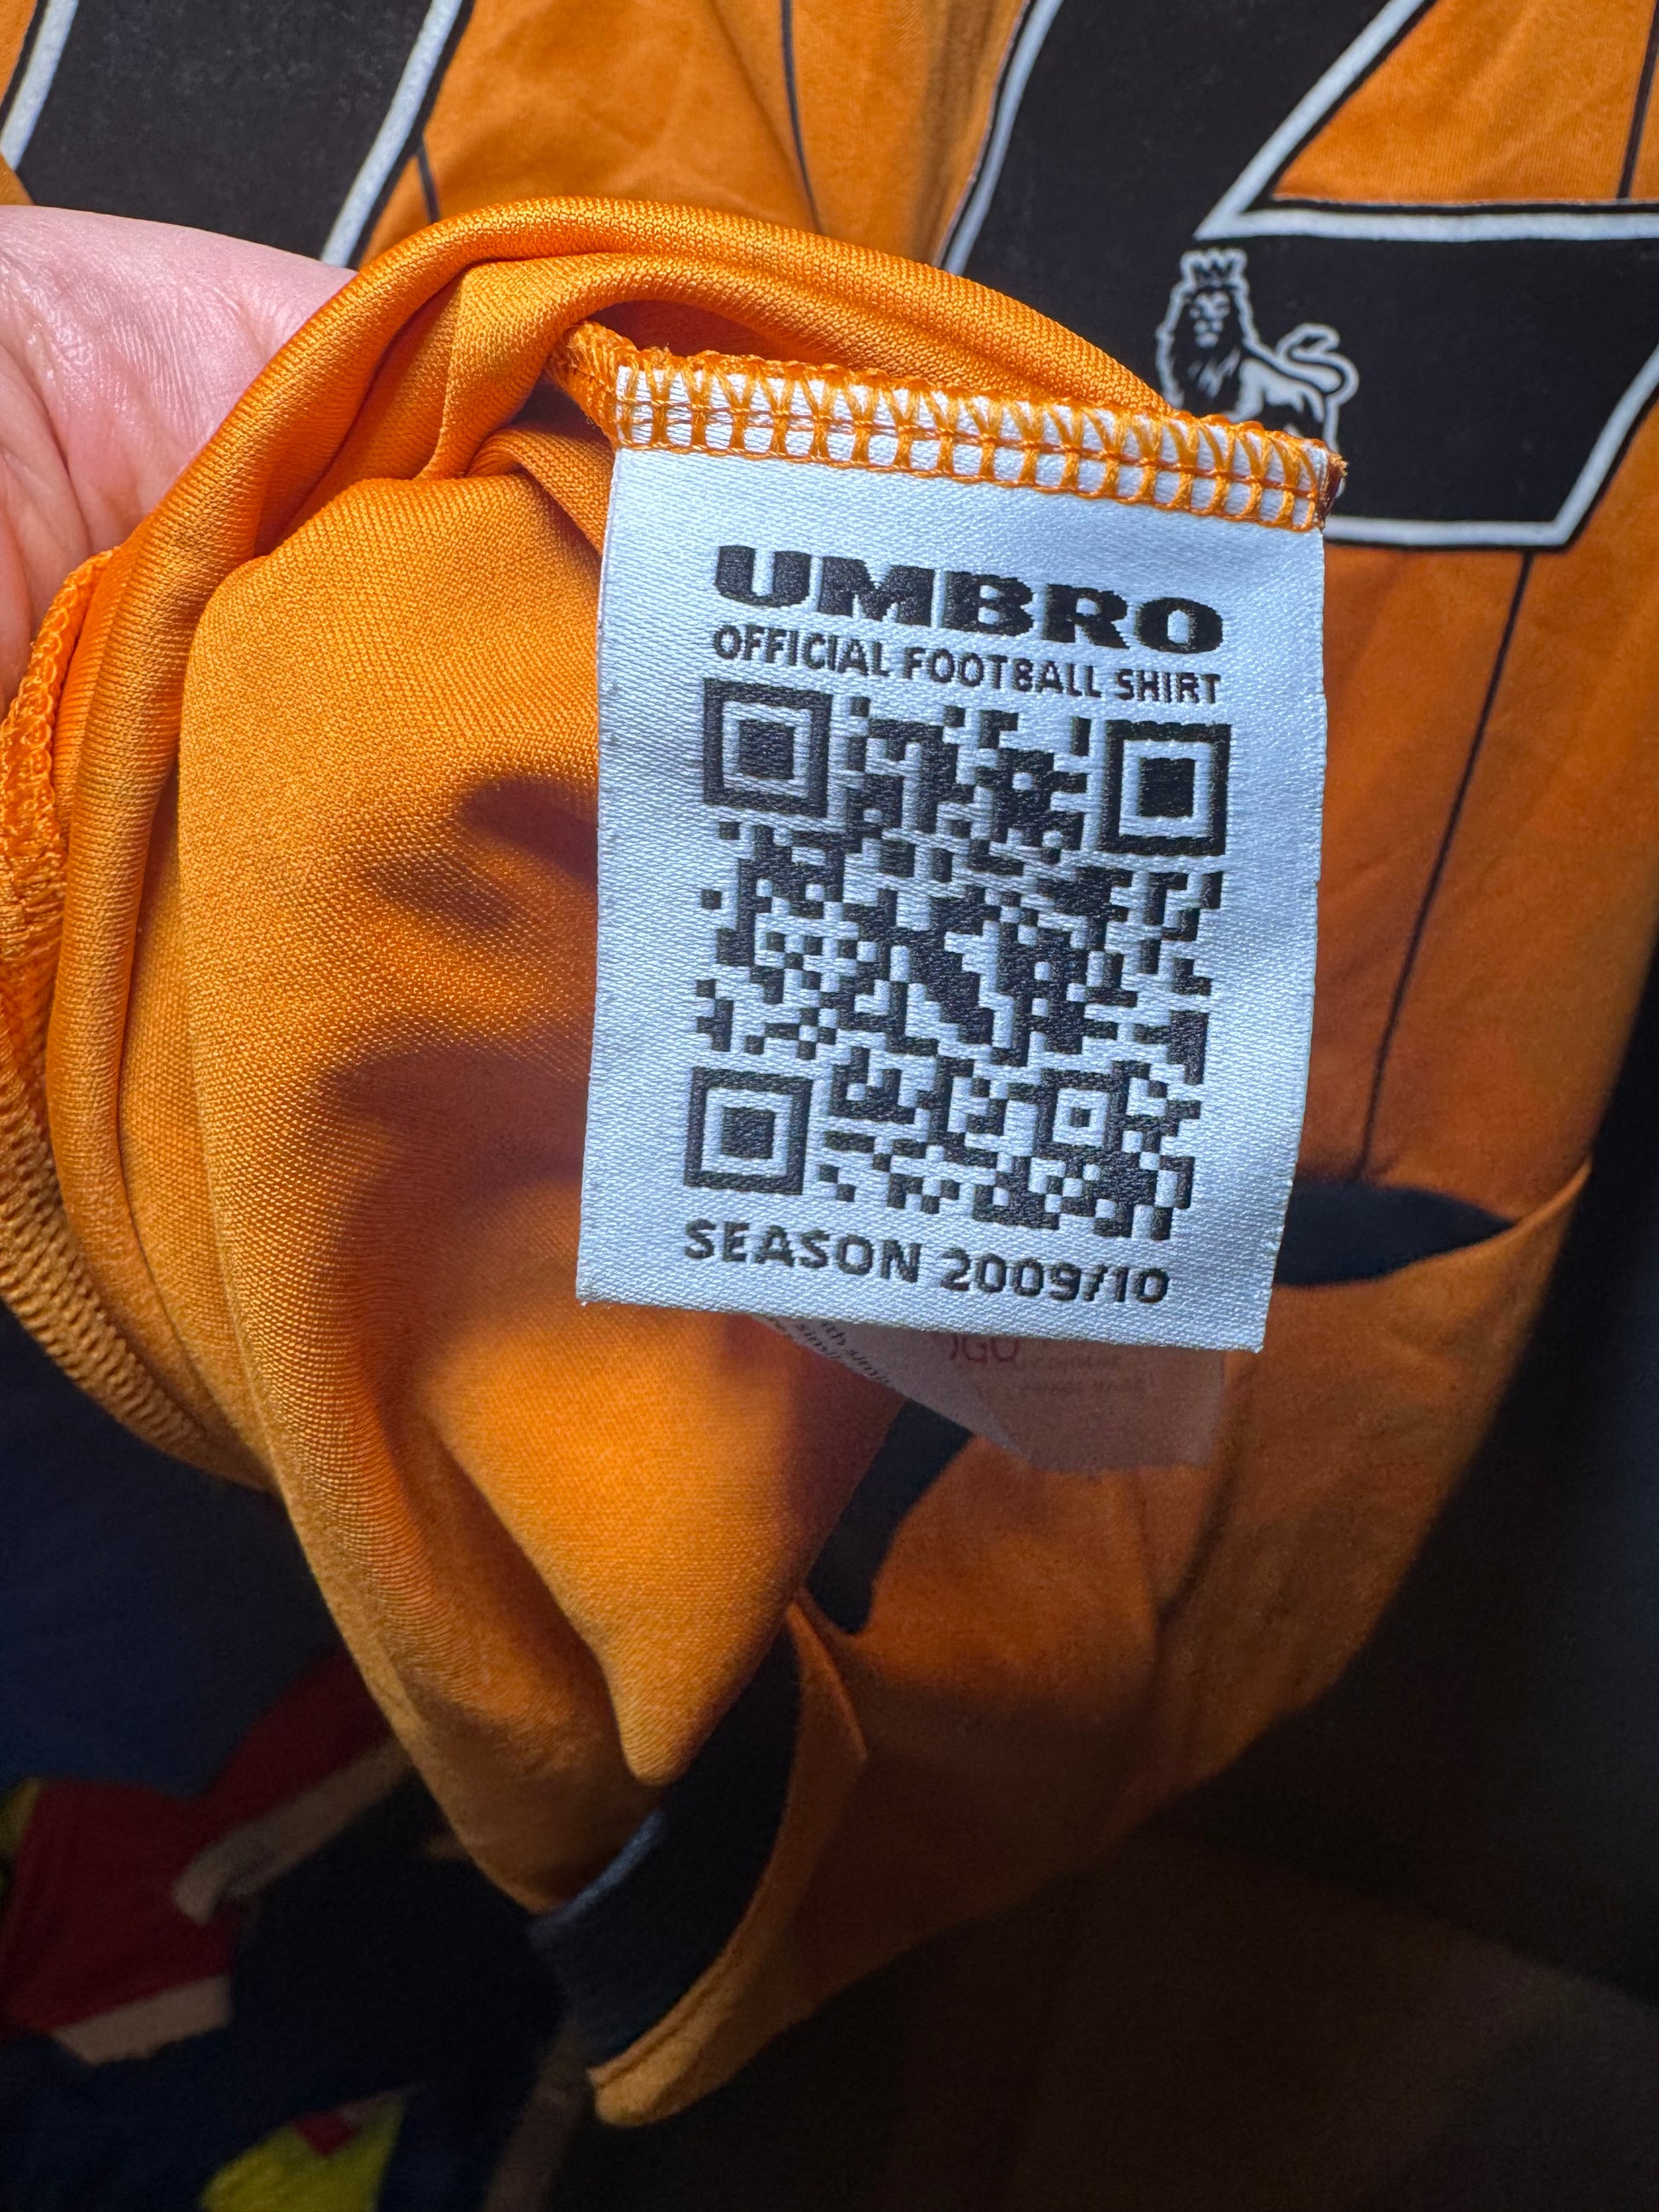 UMBRO
OFFICIAL FOOTBALL SHIRT
SEASON 2009/10